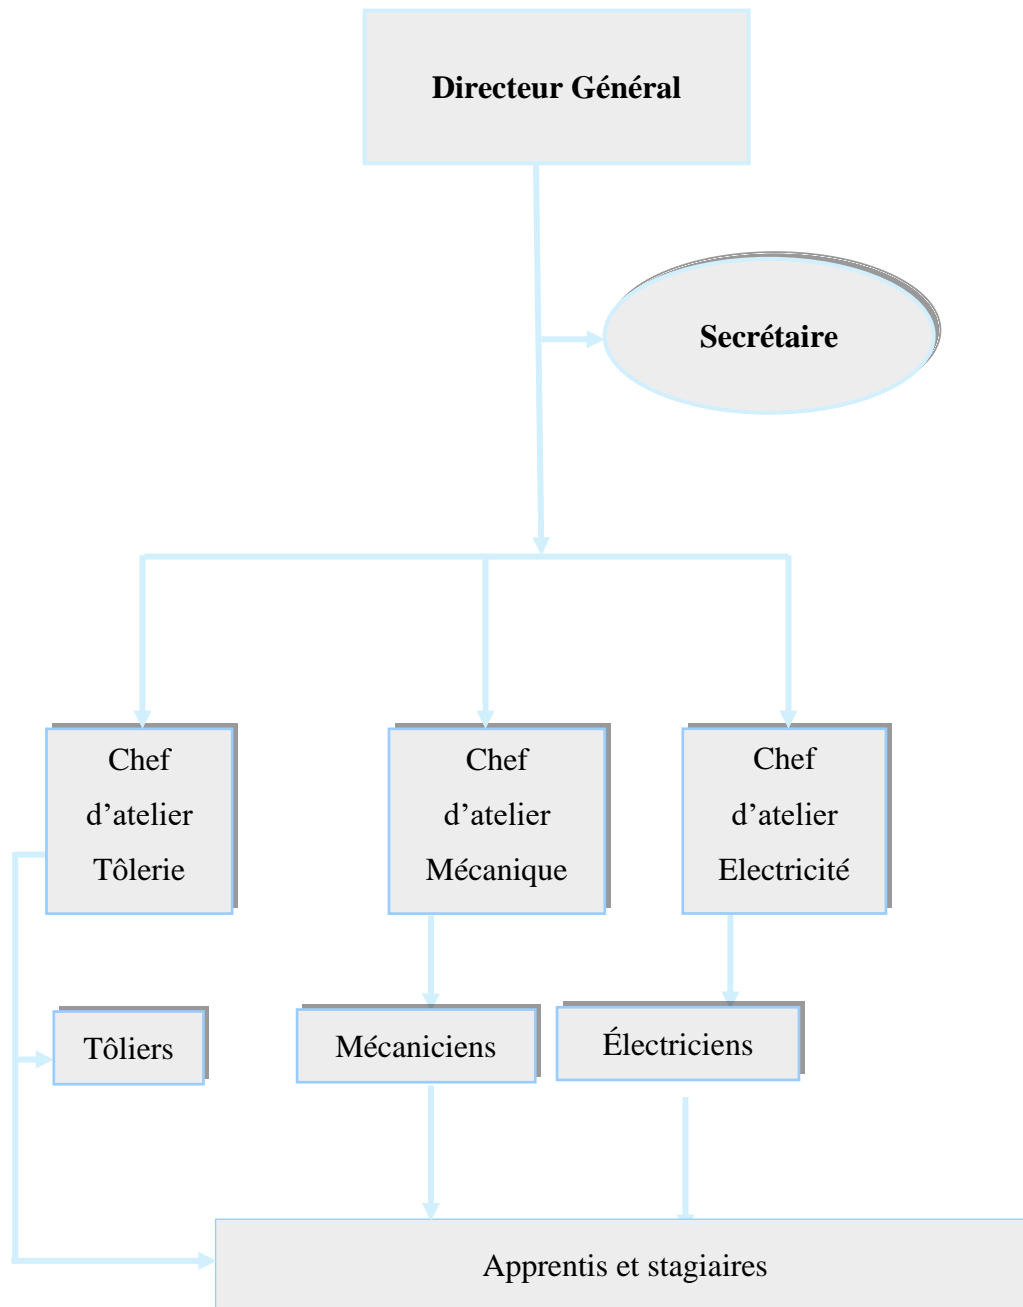 Directeur Général
Secrétaire
Chef
d’atelier
Tôlerie
Chef
d’atelier
Mécanique
Chef
d’atelier
Electricité
Tôliers
Mécaniciens
Électriciens
Apprentis et stagiaires